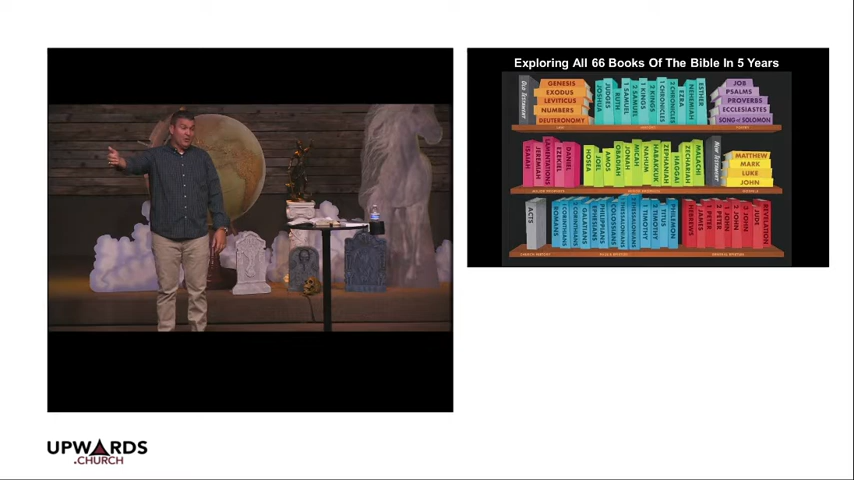 Exploring All 66 Books Of The Bible In 5 Years
Old Testament
GENESIS
EXODUS
LEVITICUS
NUMBERS
DEUTERONOMY
JOSHUA
JUDGES
RUTH
1 SAMUEL
2 SAMUEL
1 KINGS
2 KINGS
1 CHRONICLES
2 CHRONICLES
EZRA
NEHEMIAH
ESTHER
JOB
PSALMS
PROVERBS
ECCLESIASTES
SONG of SOLOMON
ISAIAH
JEREMIAH
LAMENTATIONS
EZEKIEL
DANIEL
HOSEA
JOEL
AMOS
OBADIAH
JONAH
MICAH
NAHUM
HABAKKUK
ZEPHANIAH
HAGGAI
ZECHARIAH
MALACHI
New Testament
MATTHEW
MARK
LUKE
JOHN
MAJOR PROPHETS
MINOR PROPHETS
ACTS
ROMANS
1 CORINTHIANS
2 CORINTHIANS
GALATIANS
EPHESIANS
PHILIPPIANS
COLOSSIANS
1 THESSALONIANS
2 THESSALONIANS
1 TIMOTHY
2 TIMOTHY
TITUS
PHILEMON
HEBREWS
JAMES
1 PETER
2 PETER
1 JOHN
2 JOHN
3 JOHN
JUDE
REVELATION
UPWARDS
.CHURCH